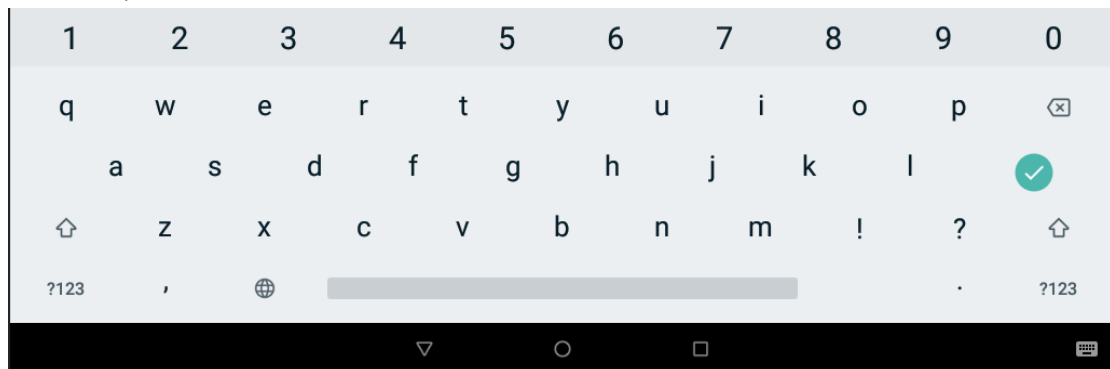 1 2 3 4 5 6 7 8 9 0
q w e r t y u i o p
a s d f g h j k l
z x c v b n m ! ?
?123 , . ?123